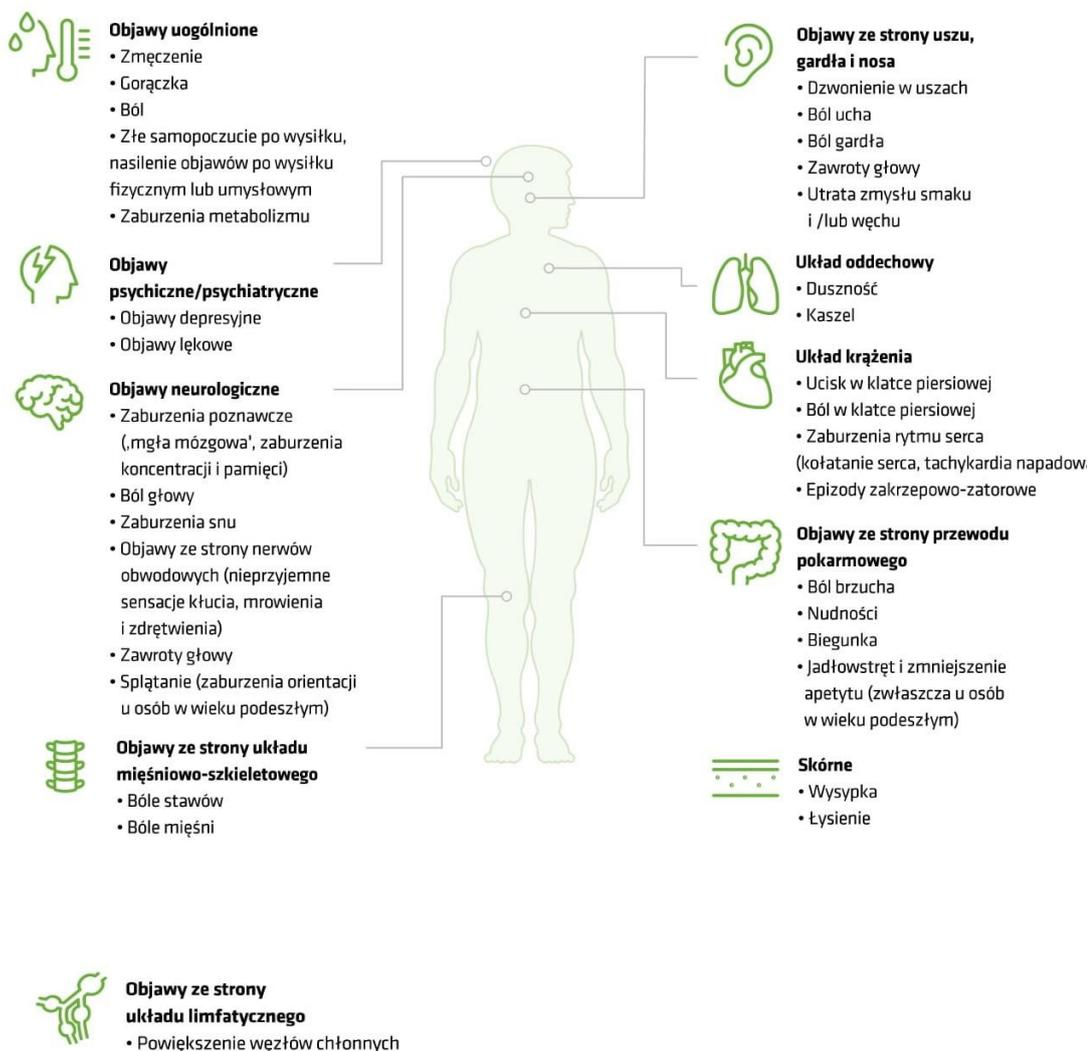 Objawy uogólnione
• Zmęczenie
• Gorączka
• Ból
• Złe samopoczucie po wysiłku,
nasilenie objawów po wysiłku
fizycznym lub umysłowym
• Zaburzenia metabolizmu
Objawy
psychiczne/psychiatryczne
• Objawy depresyjne
• Objawy lękowe
Objawy neurologiczne
• Zaburzenia poznawcze
(‚mgła mózgowa', zaburzenia
koncentracji i pamięci)
• Ból głowy
• Zaburzenia snu
• Objawy ze strony nerwów
obwodowych (nieprzyjemne
sensacje kłucia, mrowienia
i zdrętwienia)
• Zawroty głowy
• Splątanie (zaburzenia orientacji
u osób w wieku podeszłym)
Objawy ze strony układu
mięśniowo-szkieletowego
• Bóle stawów
• Bóle mięśni
Objawy ze strony uszu,
gardła i nosa
• Dzwonienie w uszach
• Ból ucha
• Ból gardła
• Zawroty głowy
• Utrata zmysłu smaku
i /lub węchu
Układ oddechowy
• Duszność
• Kaszel
Układ krążenia
• Ucisk w klatce piersiowej
• Ból w klatce piersiowej
• Zaburzenia rytmu serca
(kołatanie serca, tachykardia napadowa
• Epizody zakrzepowo-zatorowe
Objawy ze strony przewodu
pokarmowego
• Ból brzucha
• Nudności
• Biegunka
• Jadłowstręt i zmniejszenie
apetytu (zwłaszcza u osób
w wieku podeszłym)
Skórne
• Wysypka
• Łysienie
Objawy ze strony
układu limfatycznego
• Powiększenie węzłów chłonnych